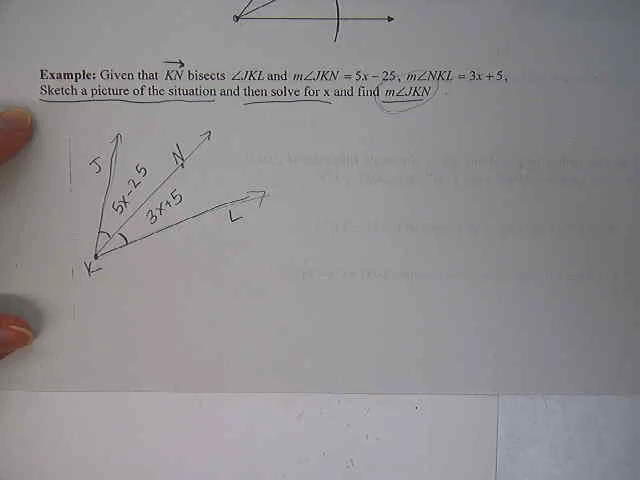 Example: Given that KN bisects ∠JKL and m∠JKN = 5x − 25, m∠NKL = 3x + 5,
Sketch a picture of the situation and then solve for x and find m∠JKN.
J
N
5x-25
3x+5
L
K